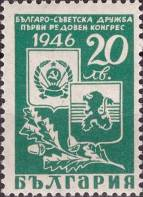 БЪЛГАРО-СЪВЕТСКА ДРУЖБА
ПЪРВИ РЕДОВЕН КОНГРЕС
1946
20
ЛВ.
БЪЛГАРИЯ